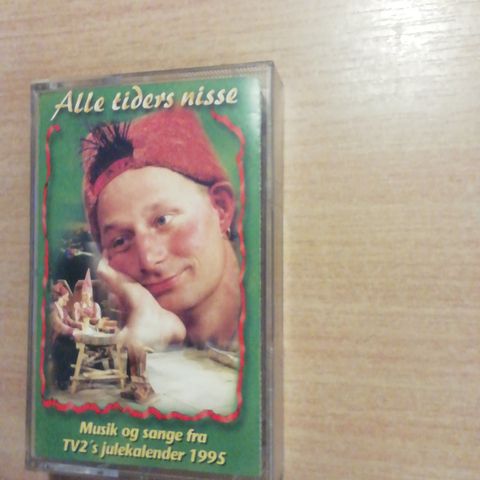 Alle tiders nisse
Musik og sange fra
TV2's julekalender 1995